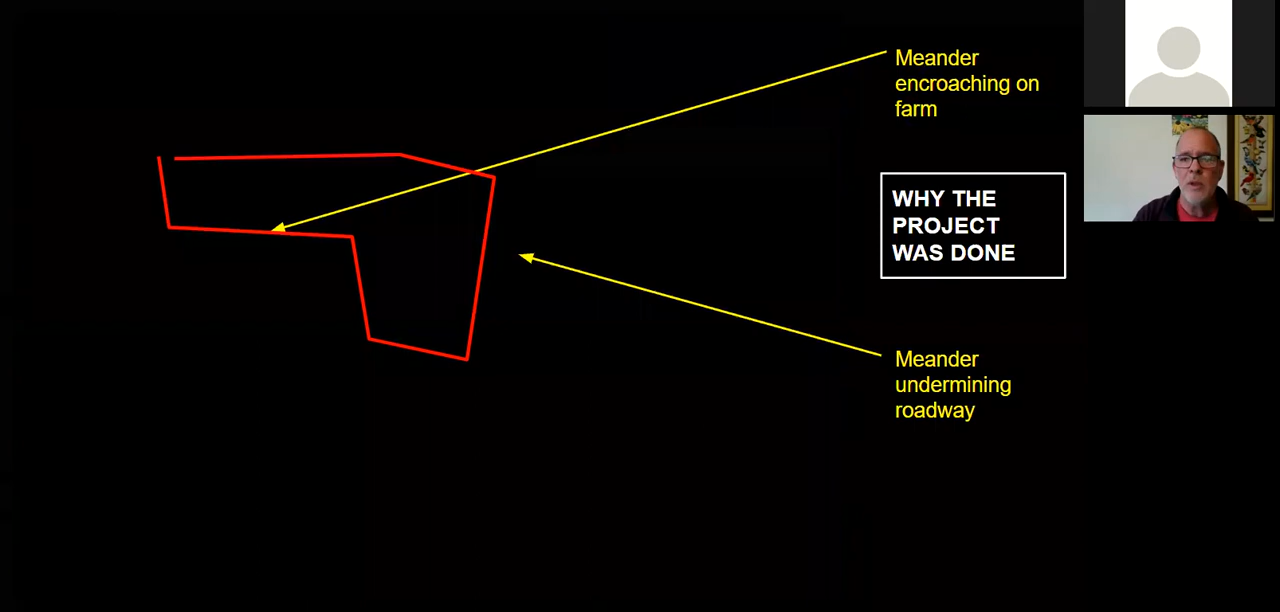 Meander
encroaching on
farm
WHY THE
PROJECT
WAS DONE
Meander
undermining
roadway